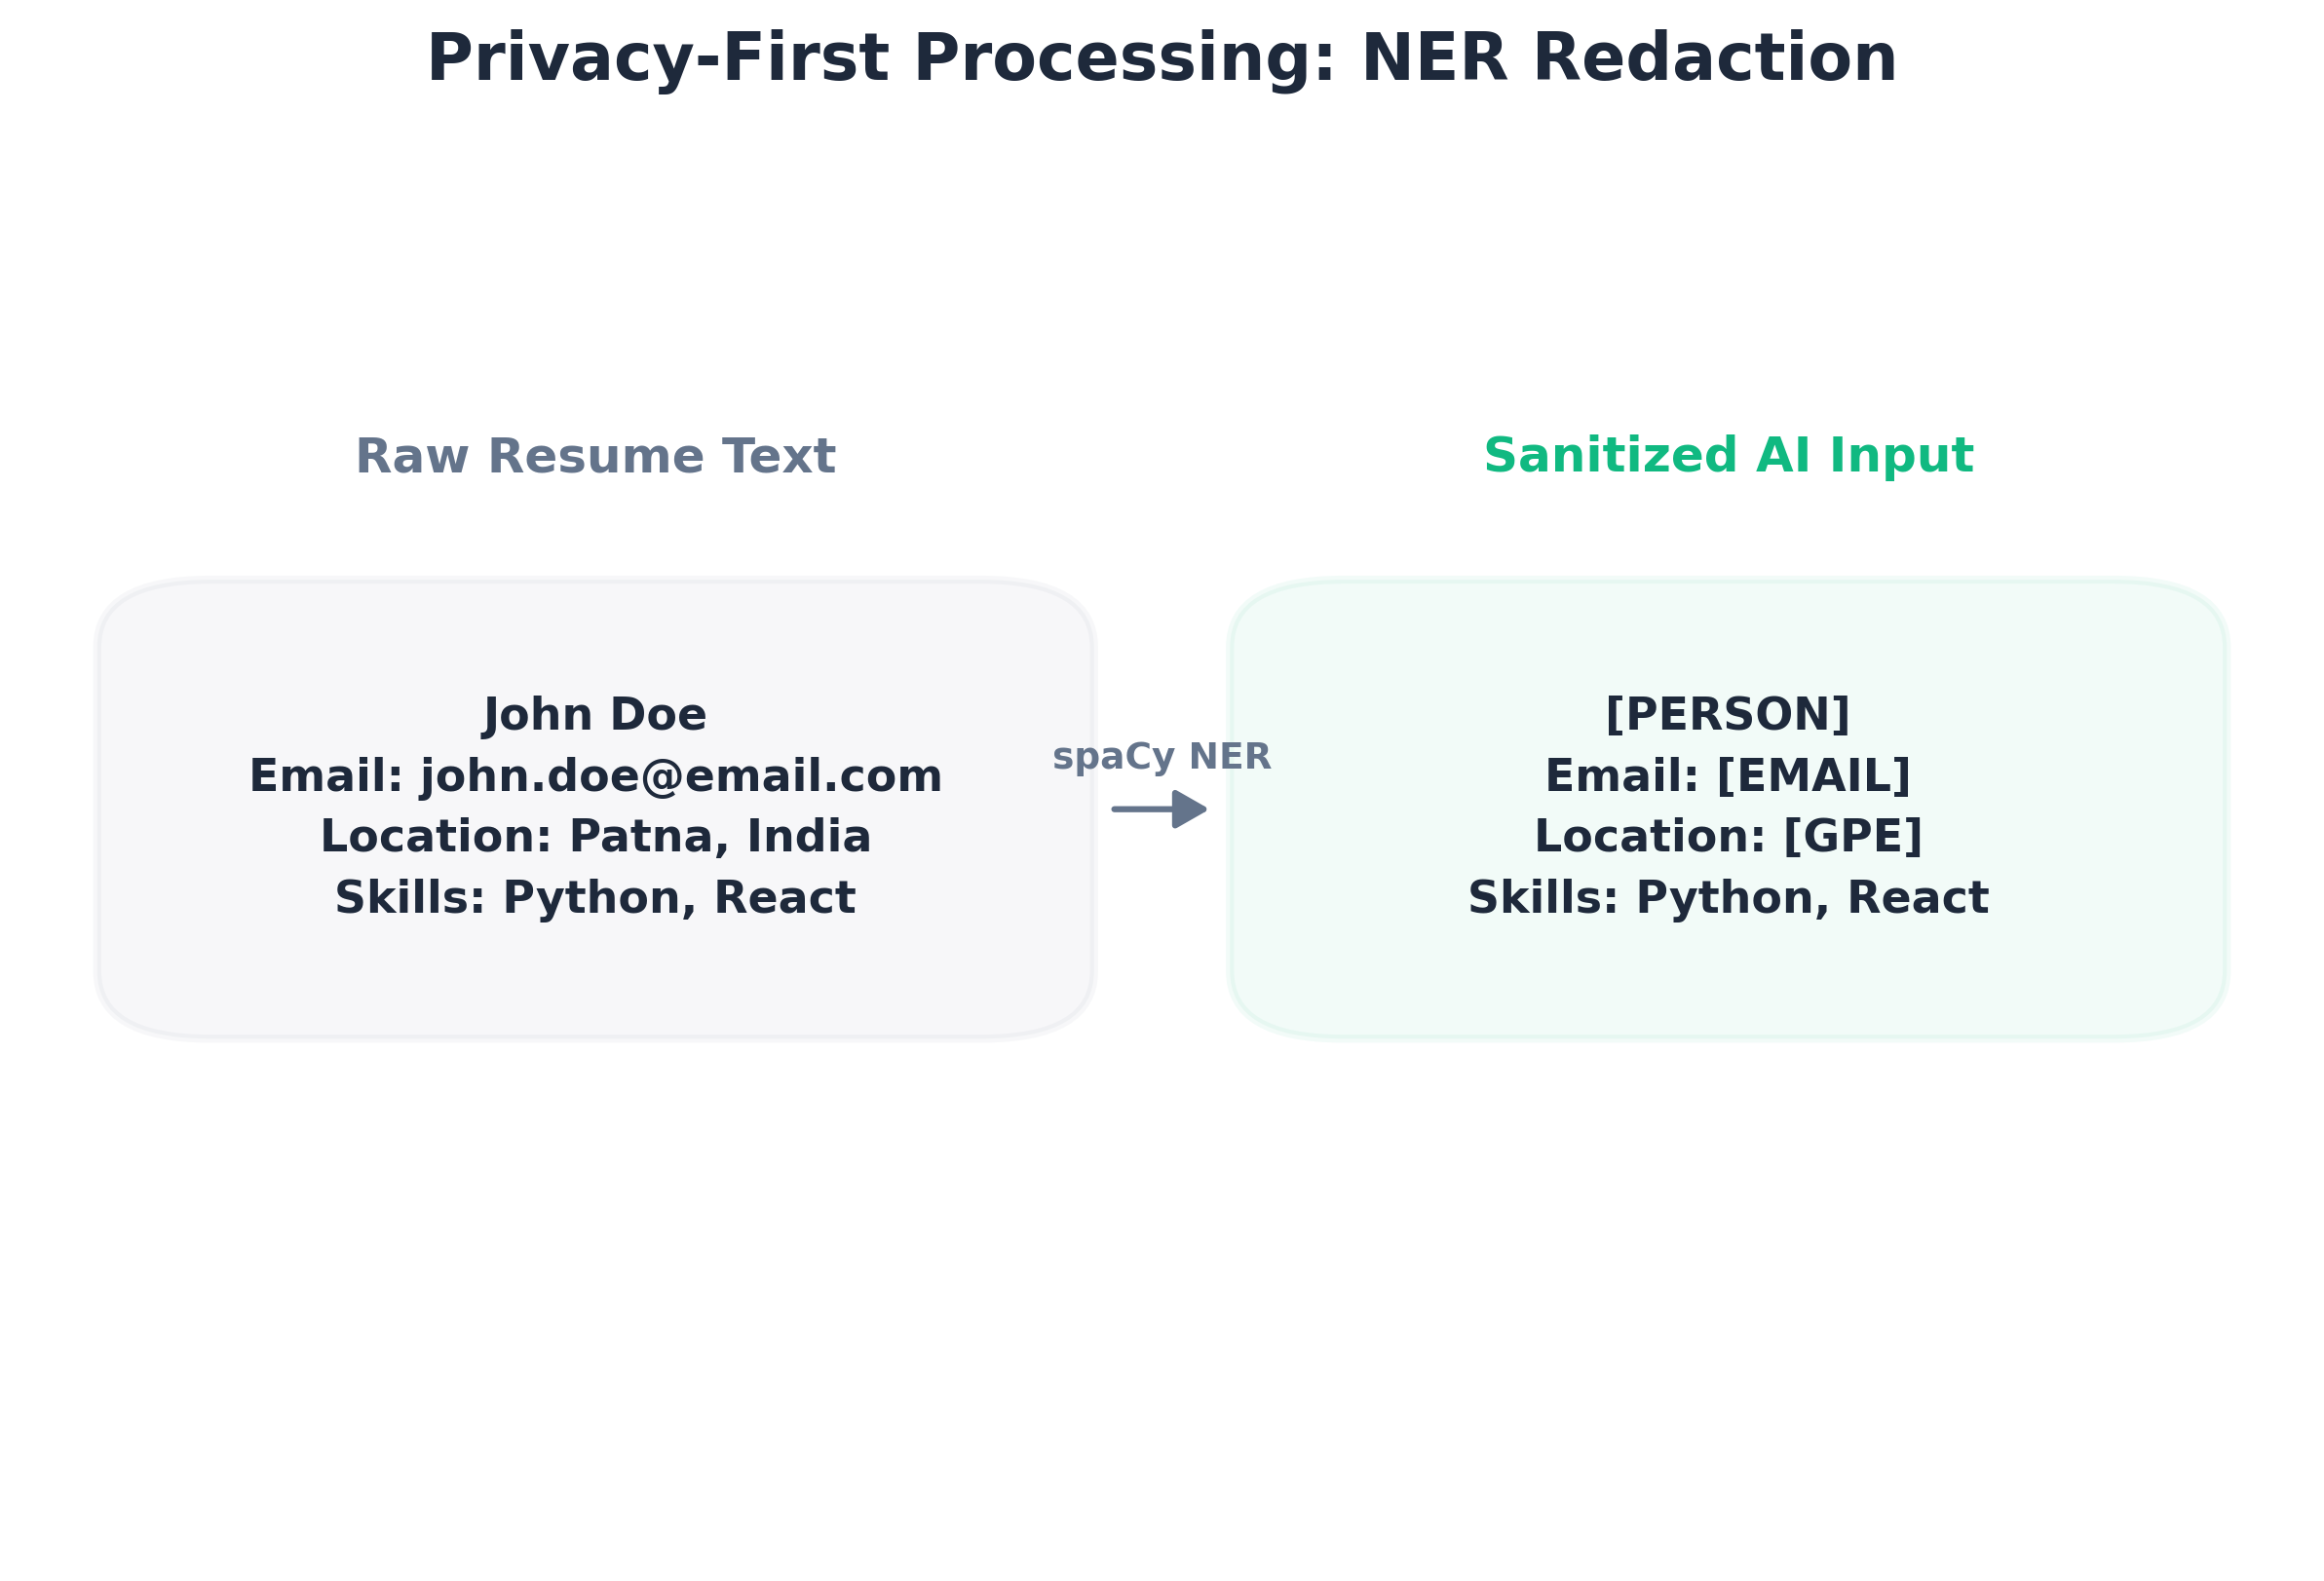 Privacy-First Processing: NER Redaction
Raw Resume Text
John Doe
Email: john.doe@email.com
Location: Patna, India
Skills: Python, React
spaCy NER
Sanitized AI Input
[PERSON]
Email: [EMAIL]
Location: [GPE]
Skills: Python, React